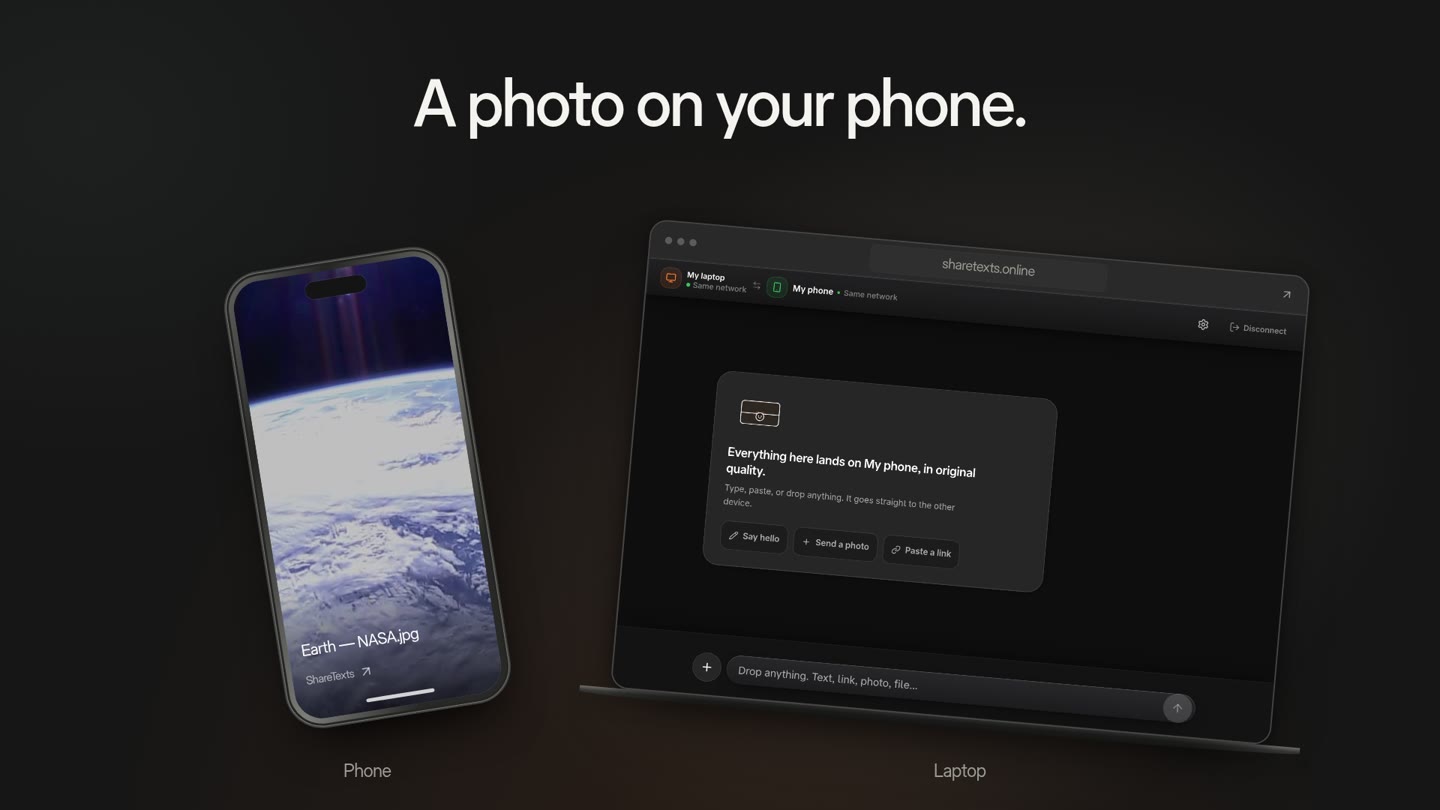 A photo on your phone.
sharetexts.online
My laptop
Same network
My phone • Same network
Disconnect
Everything here lands on My phone, in original
quality.
Type, paste, or drop anything. It goes straight to the other
device.
Say hello
Send a photo
Paste a link
Drop anything. Text, link, photo, file...
Earth — NASA.jpg
ShareTexts
Phone
Laptop